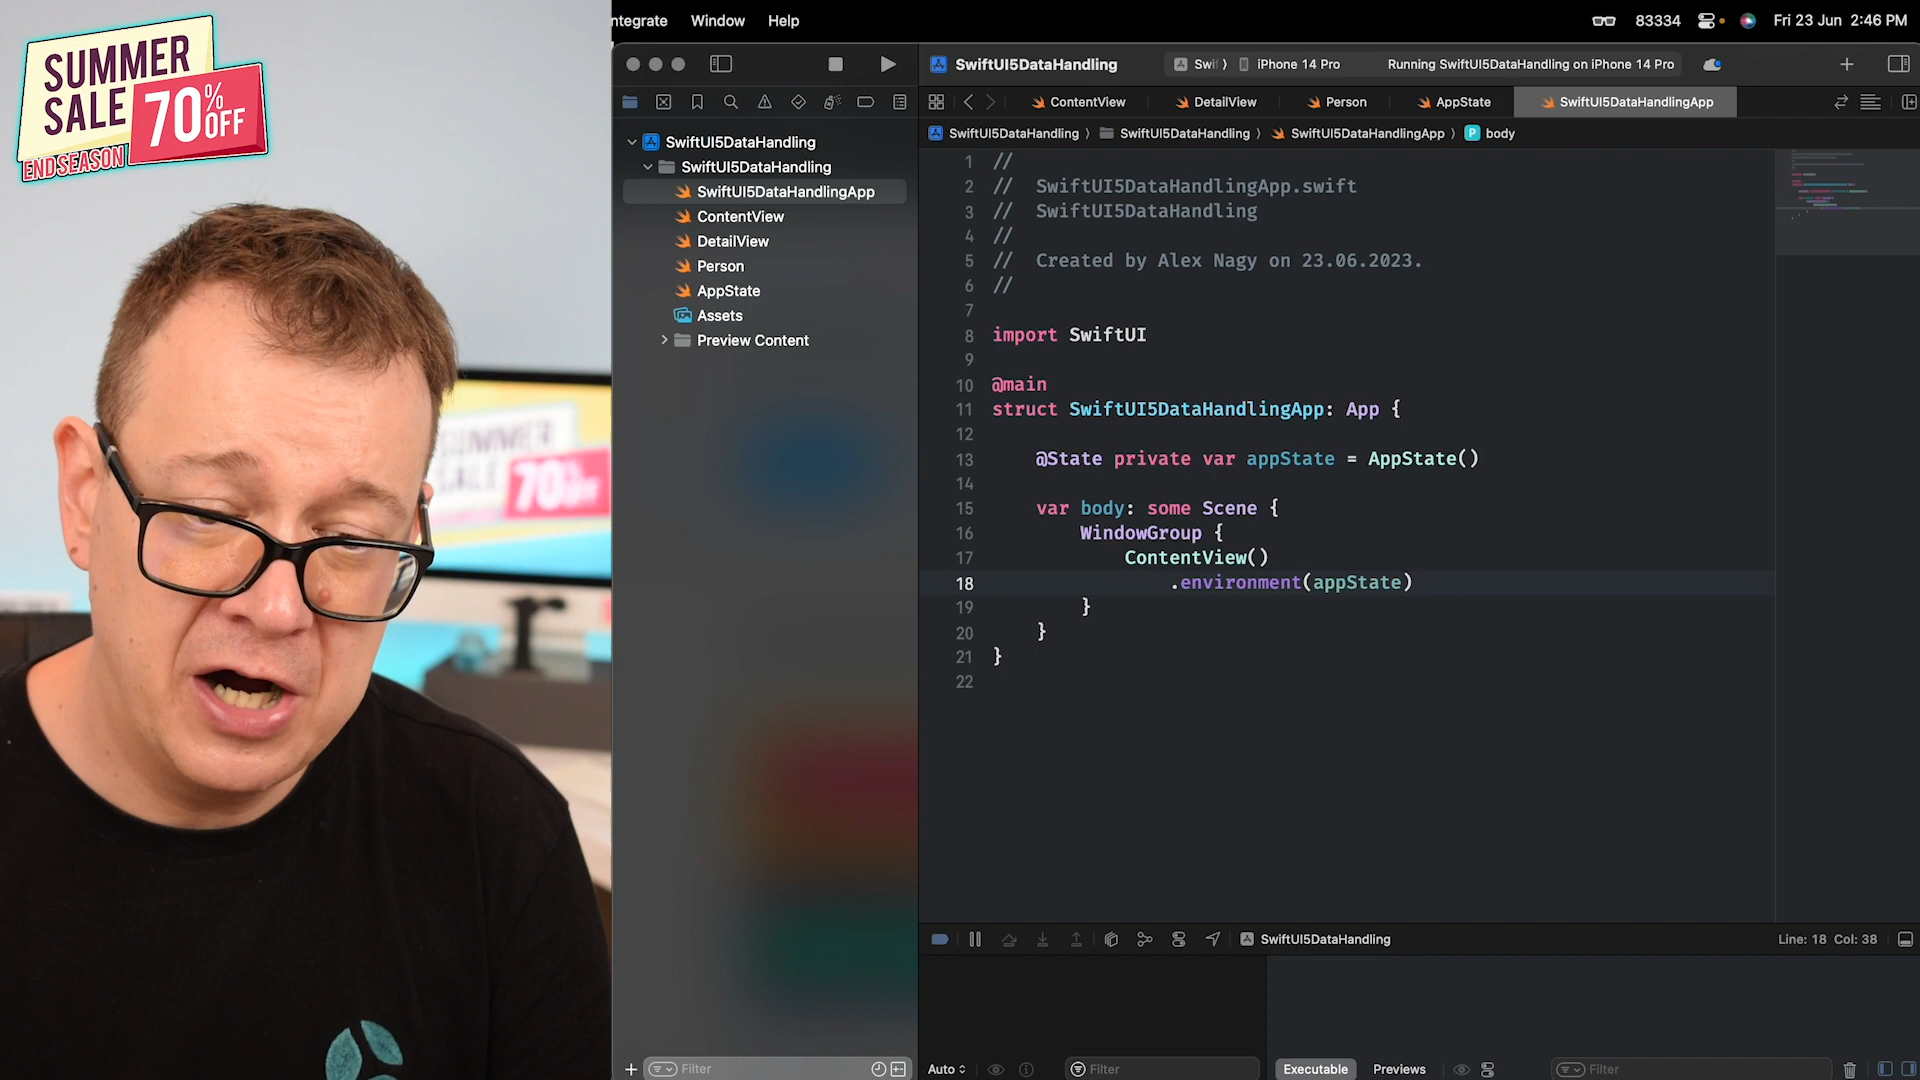 SUMMER
SALE 70% OFF
END SEASON
SUMMER
SALE
70%
ntegrate Window Help
83334 Fri 23 Jun 2:46 PM
SwiftUI5DataHandling
Swif iPhone 14 Pro Running SwiftUI5DataHandling on iPhone 14 Pro
ContentView DetailView Person AppState SwiftUI5DataHandlingApp
SwiftUI5DataHandling SwiftUI5DataHandling SwiftUI5DataHandlingApp P body
SwiftUI5DataHandling
SwiftUI5DataHandling
SwiftUI5DataHandlingApp
ContentView
DetailView
Person
AppState
Assets
Preview Content
1 //
2 // SwiftUI5DataHandlingApp.swift
3 // SwiftUI5DataHandling
4 //
5 // Created by Alex Nagy on 23.06.2023.
6 //
7
8 import SwiftUI
9
10 @main
11 struct SwiftUI5DataHandlingApp: App {
12
13 @State private var appState = AppState()
14
15 var body: some Scene {
16 WindowGroup {
17 ContentView()
18 .environment(appState)
19 }
20 }
21 }
22
SwiftUI5DataHandling
Line: 18 Col: 38
Filter
Auto Filter
Executable Previews Filter